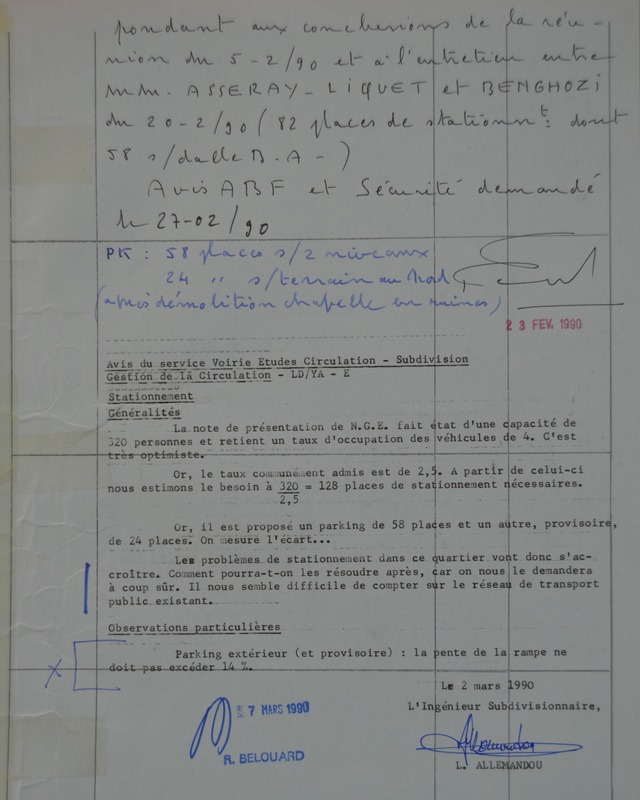 pondant aux conclusions de la réu-
nion du 5-2/90 et à l'entretien entre
MM. ASSERAY - LIQUET et BENGHOZI
du 20-2/90 ( 82 places de stationnt. dont
58 s/dalle B.A - )
Avis ABF et Sécurité demandé
le 27-02/90
PK : 58 places s/2 niveaux
24 " s/terrain au Nord
(après démolition chapelle en ruines)
2 3 FEV. 1990
Avis du service Voirie Etudes Circulation - Subdivision
Gestion de la Circulation - LD/YA - E
Stationnement
Généralités
La note de présentation de N.G.E. fait état d'une capacité de
320 personnes et retient un taux d'occupation des véhicules de 4. C'est
très optimiste.
Or, le taux communément admis est de 2,5. A partir de celui-ci
nous estimons le besoin à 320 = 128 places de stationnement nécessaires.
2,5
Or, il est proposé un parking de 58 places et un autre, provisoire,
de 24 places. On mesure l'écart...
Les problèmes de stationnement dans ce quartier vont donc s'ac-
croître. Comment pourra-t-on les résoudre après, car on nous le demandera
à coup sûr. Il nous semble difficile de compter sur le réseau de transport
public existant.
Observations particulières
Parking extérieur (et provisoire) : la pente de la rampe ne
doit pas excéder 14 %.
X
Le 2 mars 1990
L'Ingénieur Subdivisionnaire,
7 MARS 1990
R. BELOUARD
L. ALLEMANDOU